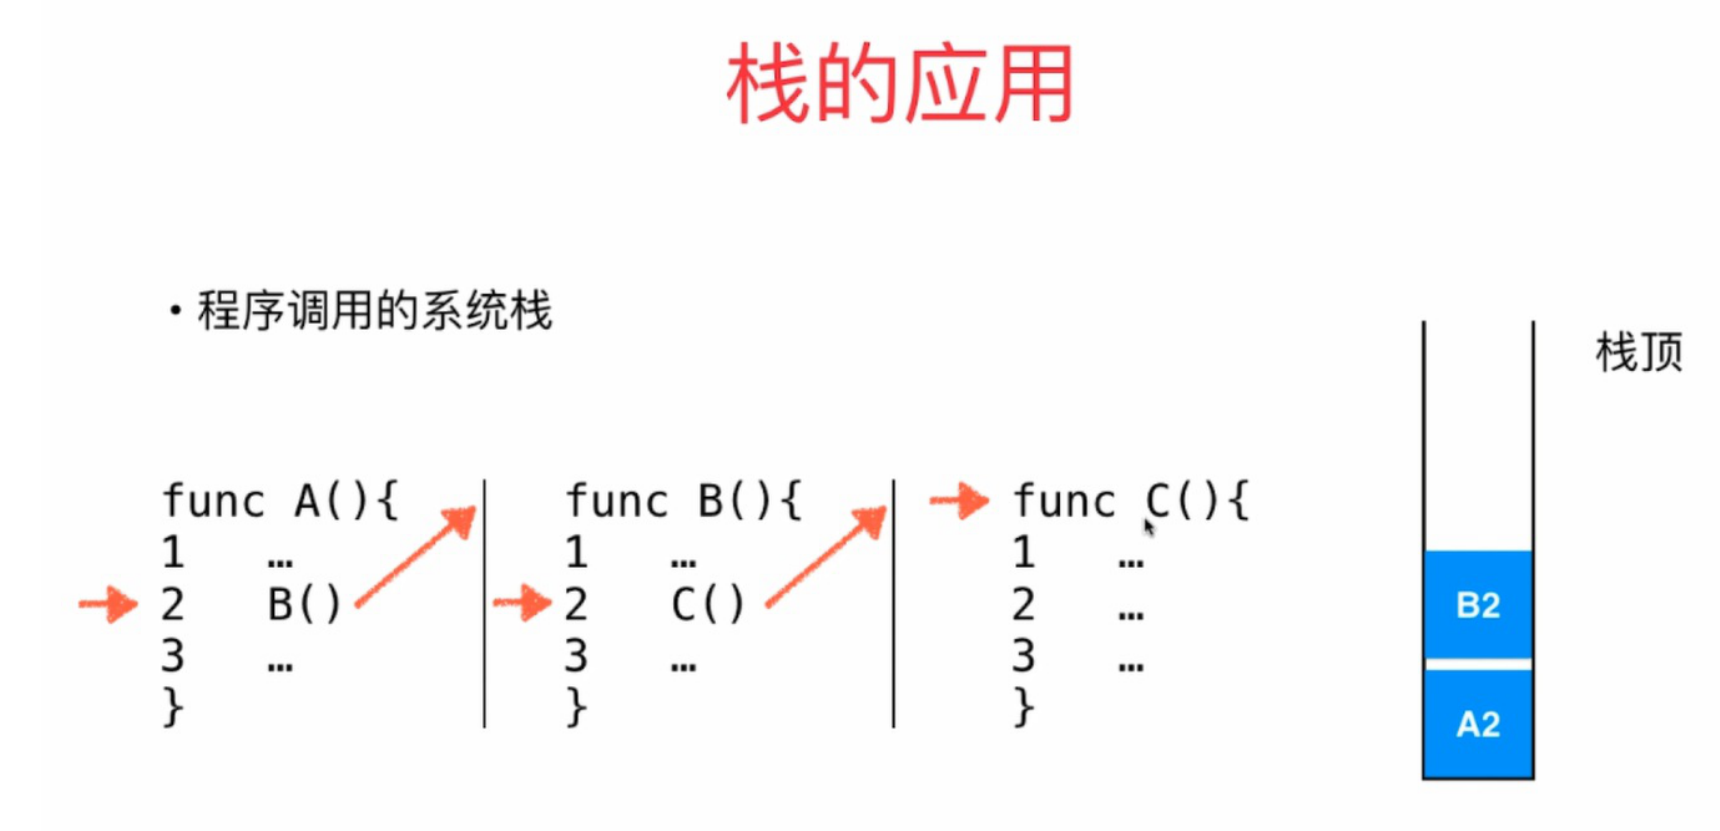 栈的应用
• 程序调用的系统栈
栈顶
func A(){
1 …
2 B()
3 …
}
func B(){
1 …
2 C()
3 …
}
func C(){
1 …
2 …
3 …
}
B2
A2